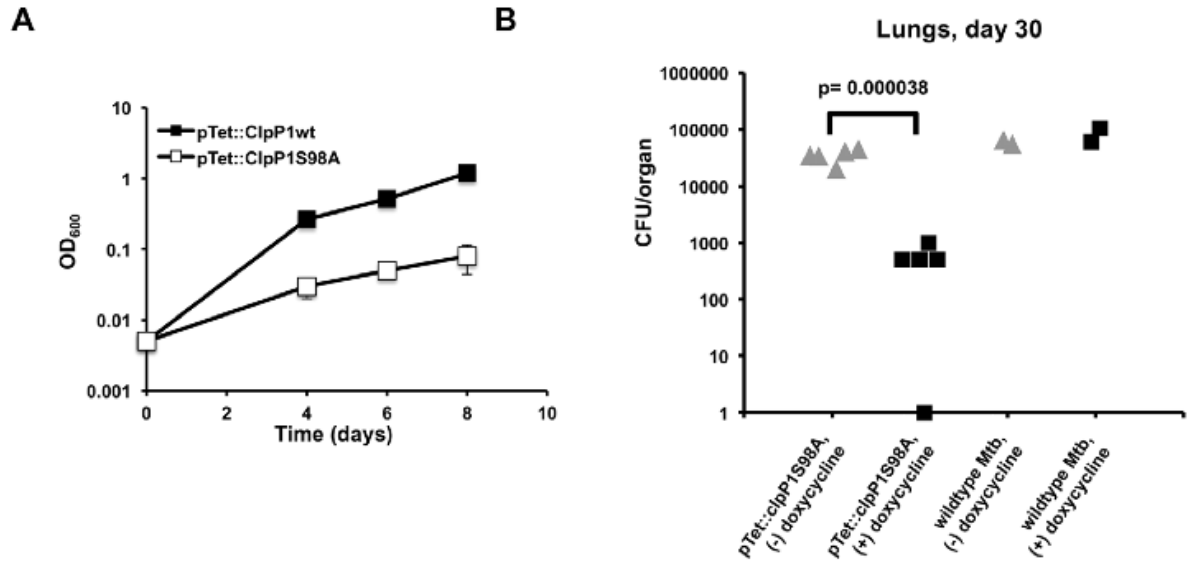 A
B
Lungs, day 30
10
1
0.1
0.01
0.001
OD600
pTet::ClpP1wt
pTet::ClpP1S98A
0 2 4 6 8 10
Time (days)
1000000
100000
10000
1000
100
10
1
CFU/organ
p= 0.000038
pTet::clpP1S98A,
(-) doxycycline
pTet::clpP1S98A,
(+) doxycycline
wildtype Mtb,
(-) doxycycline
wildtype Mtb,
(+) doxycycline